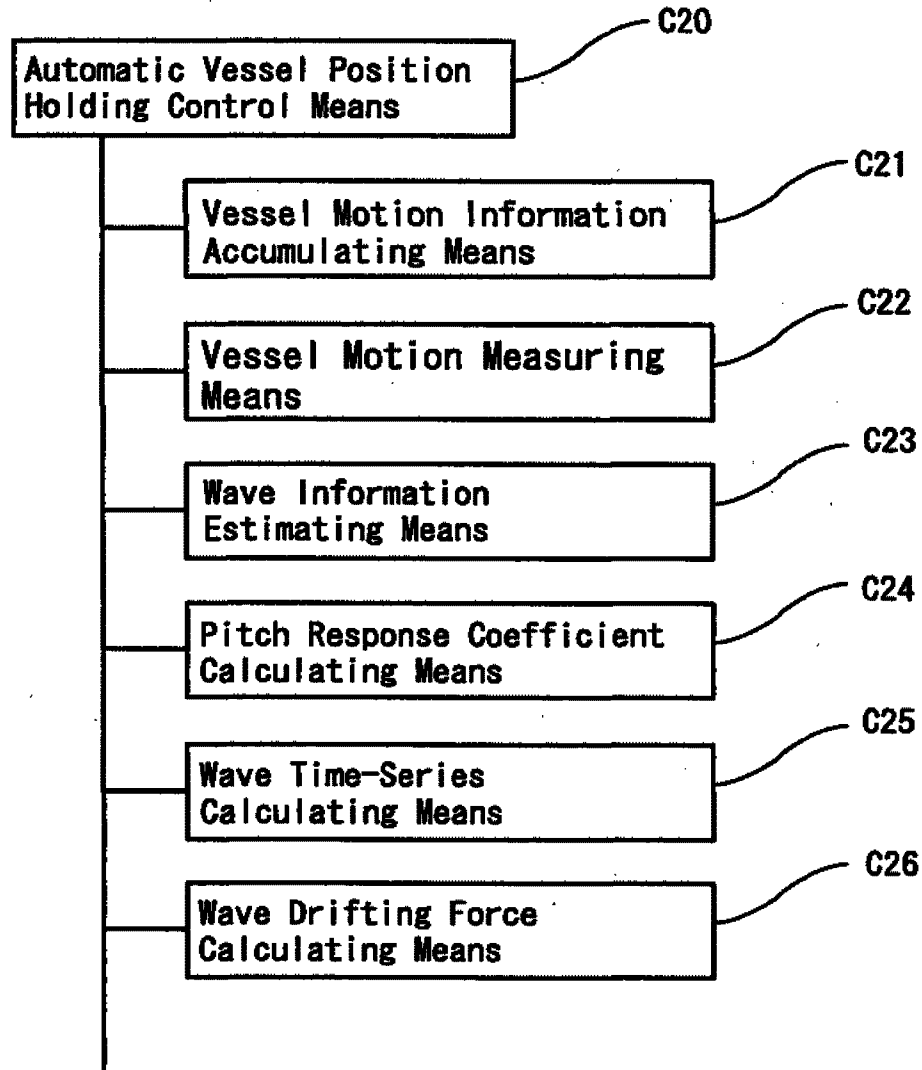 C20
Automatic Vessel Position
Holding Control Means
C21
Vessel Motion Information
Accumulating Means
C22
Vessel Motion Measuring
Means
C23
Wave Information
Estimating Means
C24
Pitch Response Coefficient
Calculating Means
C25
Wave Time-Series
Calculating Means
C26
Wave Drifting Force
Calculating Means